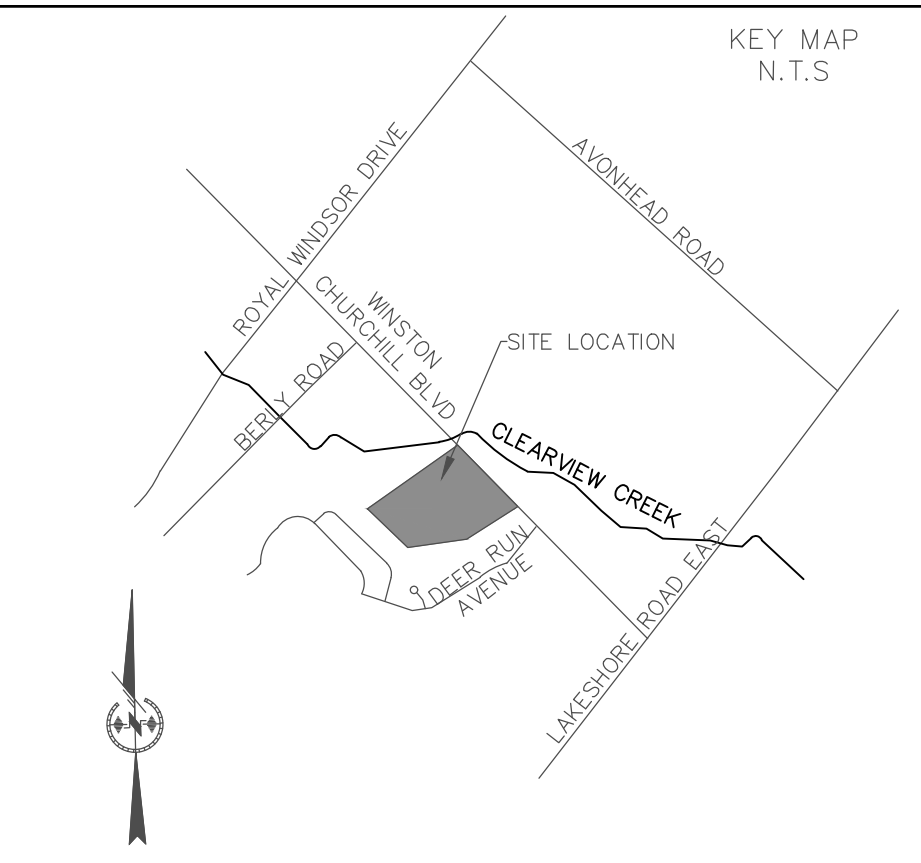 KEY MAP
N.T.S
ROYAL WINDSOR DRIVE
AVONHEAD ROAD
WINSTON
CHURCHILL BLVD
SITE LOCATION
BERLY ROAD
CLEARVIEW CREEK
DEER RUN
AVENUE
LAKESHORE ROAD EAST
N